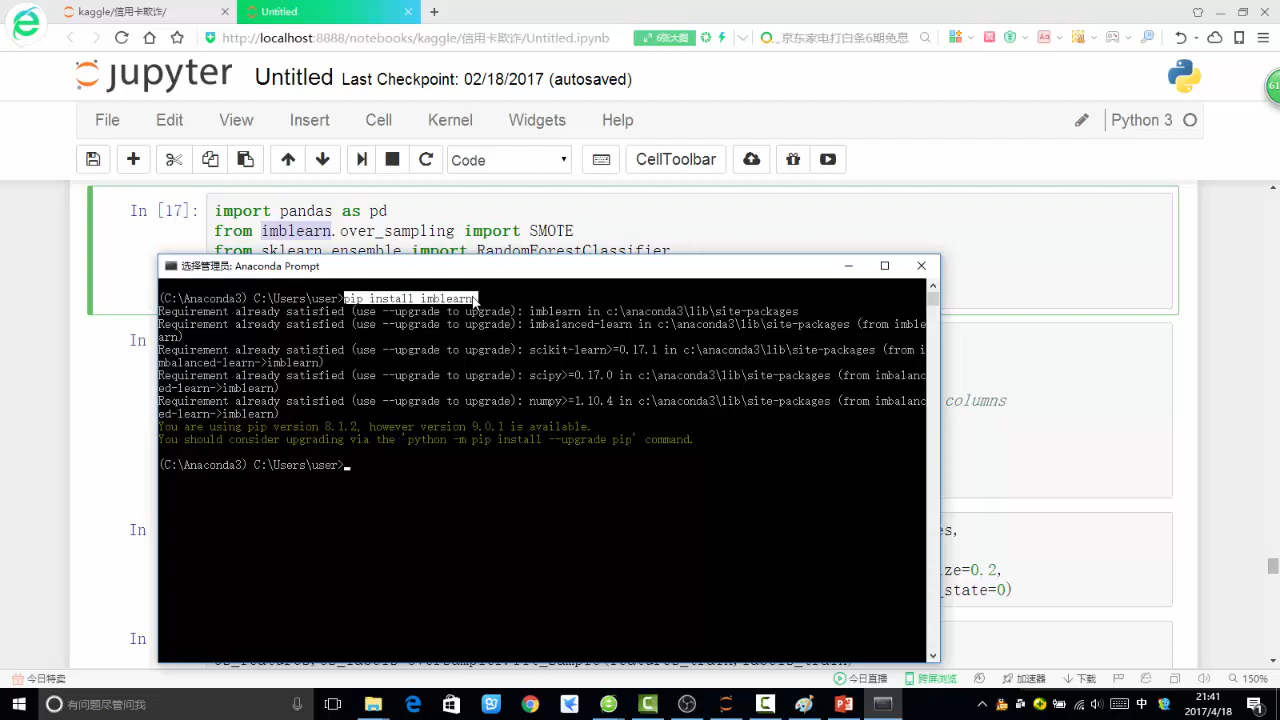 kaggle/信用卡欺诈/
Untitled
http://localhost:8888/notebooks/kaggle/信用卡欺诈/Untitled.ipynb
6张大图
京东家电打白条6期免息
jupyter Untitled Last Checkpoint: 02/18/2017 (autosaved)
61
File Edit View Insert Cell Kernel Widgets Help
Python 3
Code
CellToolbar
In [17]:
import pandas as pd
from imblearn.over_sampling import SMOTE
from sklearn.ensemble import RandomForestClassifier
选择管理员: Anaconda Prompt
(C:\Anaconda3) C:\Users\user>pip install imblearn
Requirement already satisfied (use --upgrade to upgrade): imblearn in c:\anaconda3\lib\site-packages
Requirement already satisfied (use --upgrade to upgrade): imbalanced-learn in c:\anaconda3\lib\site-packages (from imble
arn)
Requirement already satisfied (use --upgrade to upgrade): scikit-learn>=0.17.1 in c:\anaconda3\lib\site-packages (from i
mbalanced-learn->imblearn)
Requirement already satisfied (use --upgrade to upgrade): scipy>=0.17.0 in c:\anaconda3\lib\site-packages (from imbalanc
ed-learn->imblearn)
Requirement already satisfied (use --upgrade to upgrade): numpy>=1.10.4 in c:\anaconda3\lib\site-packages (from imbalanc
ed-learn->imblearn)
You are using pip version 8.1.2, however version 9.0.1 is available.
You should consider upgrading via the 'python -m pip install --upgrade pip' command.
(C:\Anaconda3) C:\Users\user>
In
columns
In
es,
ize=0.2,
_state=0)
In
今日特卖
今日直播 跨屏浏览 加速器 下载 150%
有问题尽管问我
中
21:41
2017/4/18